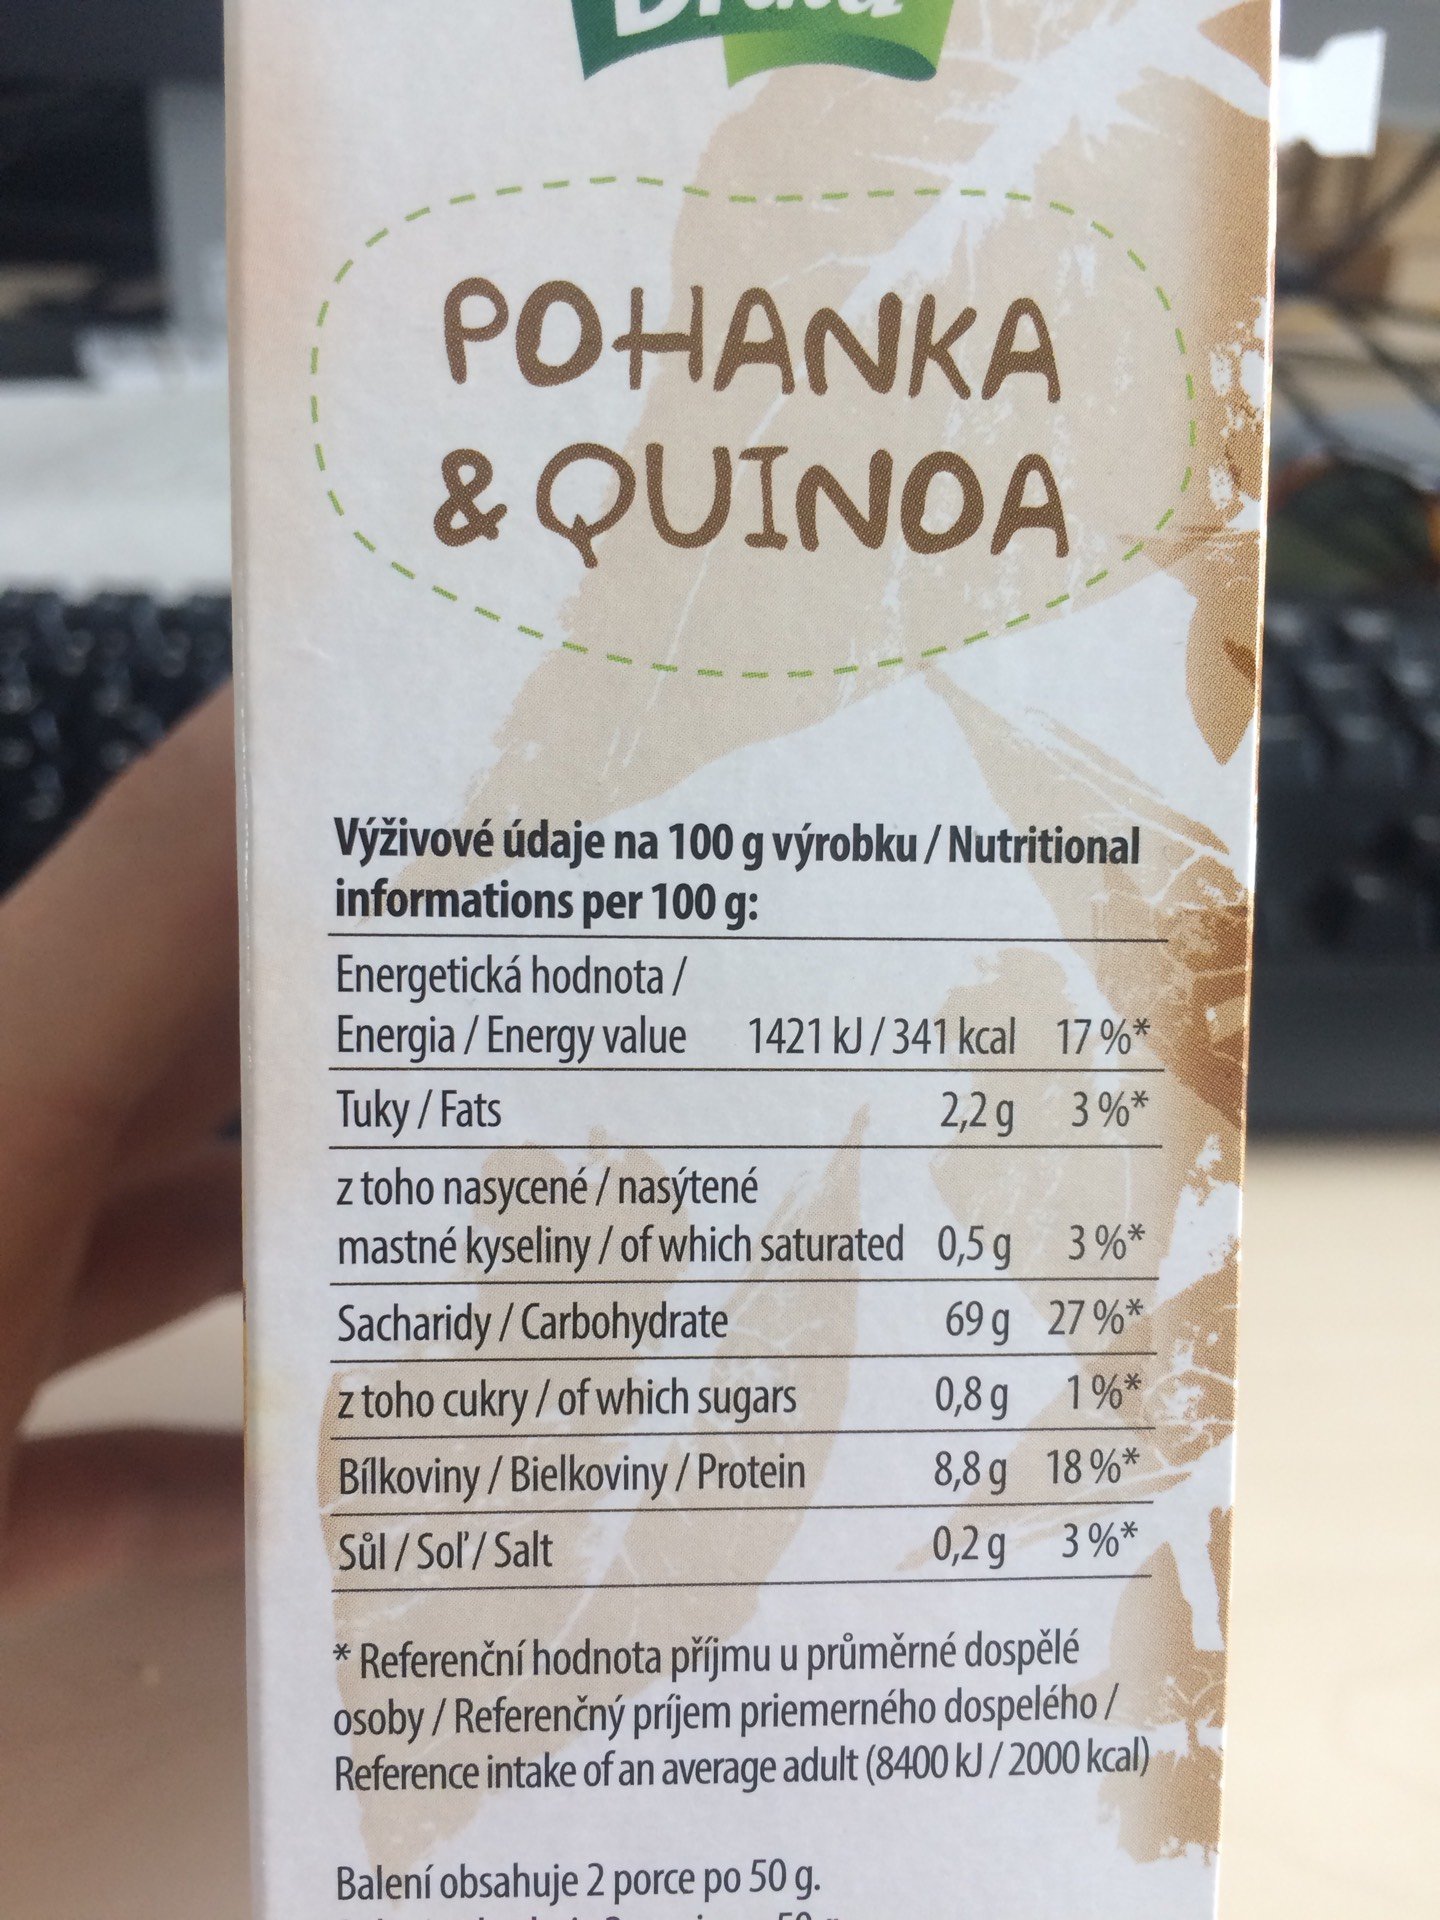 POHANKA
& QUINOA
Výživové údaje na 100 g výrobku / Nutritional
informations per 100 g:
Energetická hodnota /
Energia / Energy value 1421 kJ / 341 kcal 17 %*
Tuky / Fats 2,2 g 3 %*
z toho nasycené / nasýtené
mastné kyseliny / of which saturated 0,5 g 3 %*
Sacharidy / Carbohydrate 69 g 27 %*
z toho cukry / of which sugars 0,8 g 1 %*
Bílkoviny / Bielkoviny / Protein 8,8 g 18 %*
Sůl / Soľ / Salt 0,2 g 3 %*
* Referenční hodnota příjmu u průměrné dospělé
osoby / Referenčný príjem priemerného dospelého /
Reference intake of an average adult (8400 kJ / 2000 kcal)
Balení obsahuje 2 porce po 50 g.